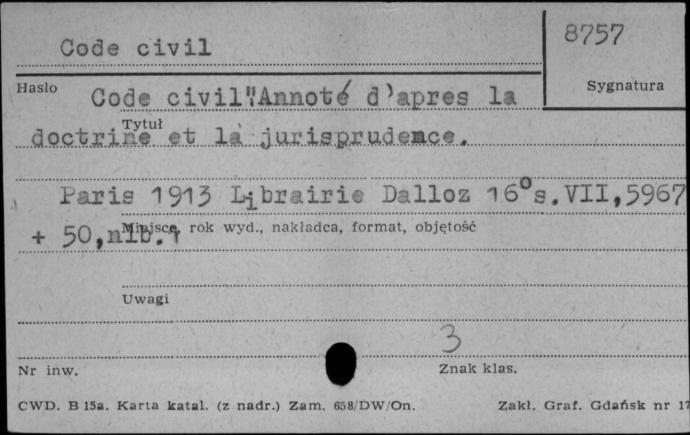 Code civil
8757
Hasło
Sygnatura
Code civil"Annoté d'apres la
Tytuł
doctrine et la jurisprudence.
Paris 1913 Librairie Dalloz 16°s.VII,5967
+ 50,nlb.1
Miejsce, rok wyd., nakładca, format, objętość
Uwagi
3
Nr inw.
Znak klas.
CWD. B 15a. Karta katal. (z nadr.) Zam. 658/DW/On.
Zakł. Graf. Gdańsk nr 17